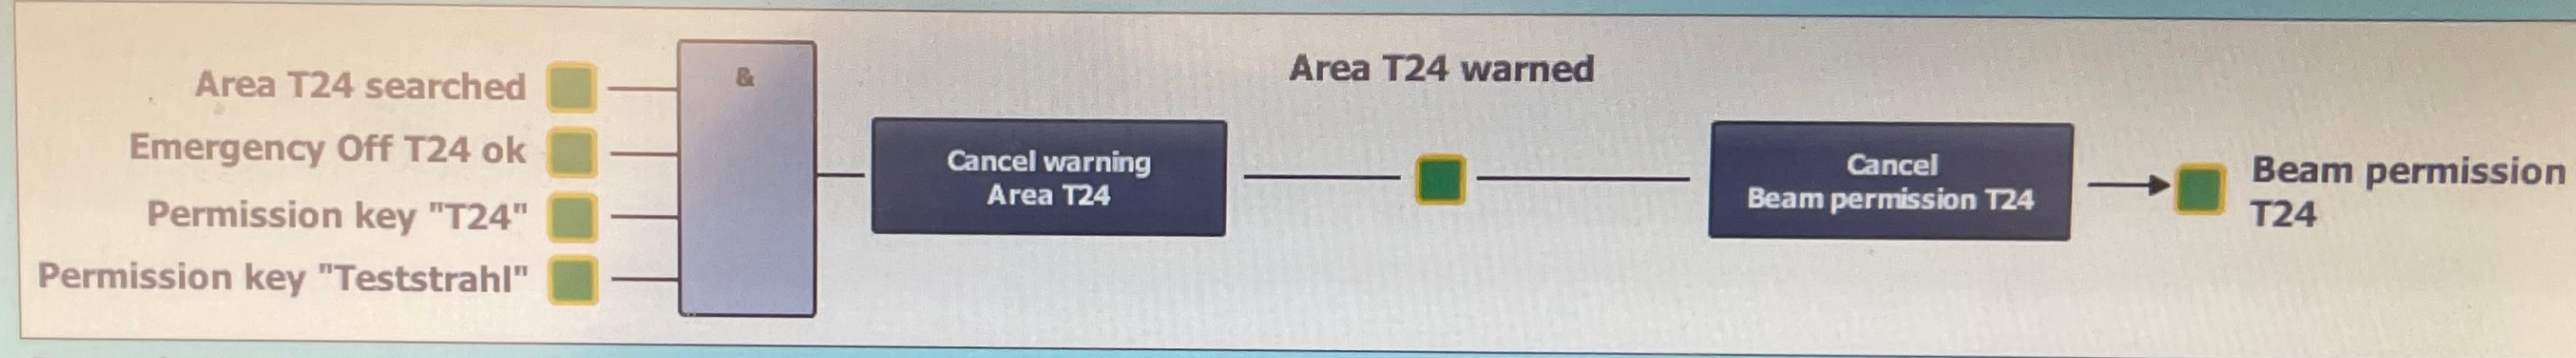 Area T24 searched
Emergency Off T24 ok
Permission key "T24"
Permission key "Teststrahl"
&
Cancel warning
Area T24
Area T24 warned
Cancel
Beam permission T24
Beam permission
T24